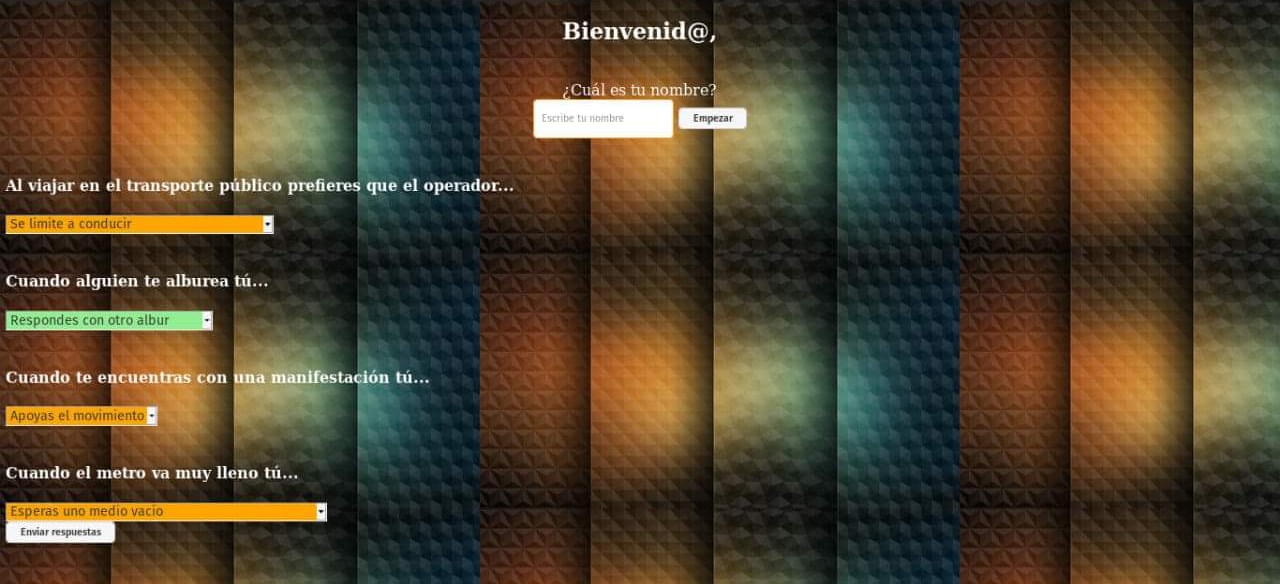 Bienvenid@,
¿Cuál es tu nombre?
Escribe tu nombre Empezar
Al viajar en el transporte público prefieres que el operador...
Se limite a conducir
Cuando alguien te alburea tú...
Respondes con otro albur
Cuando te encuentras con una manifestación tú...
Apoyas el movimiento
Cuando el metro va muy lleno tú...
Esperas uno medio vacio
Enviar respuestas